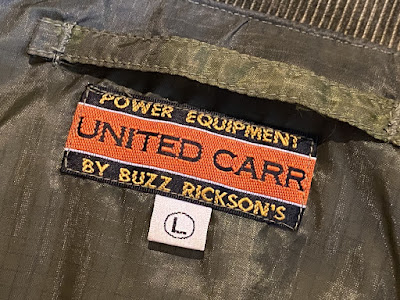 POWER EQUIPMENT
UNITED CARR
BY BUZZ RICKSON'S
L